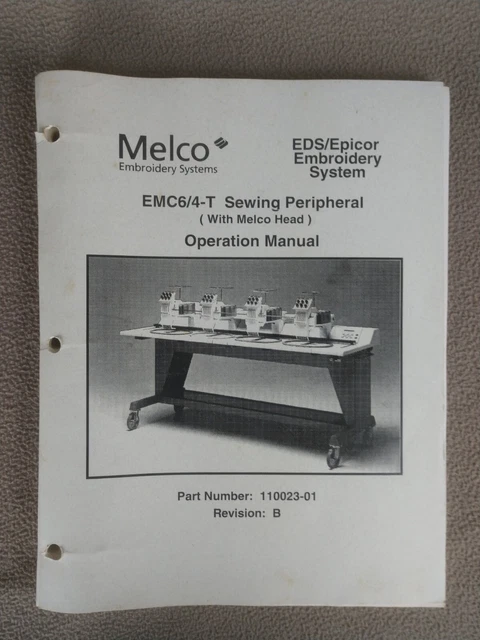 Melco
Embroidery Systems
EDS/Epicor
Embroidery
System
EMC6/4-T Sewing Peripheral
( With Melco Head )
Operation Manual
Part Number: 110023-01
Revision: B